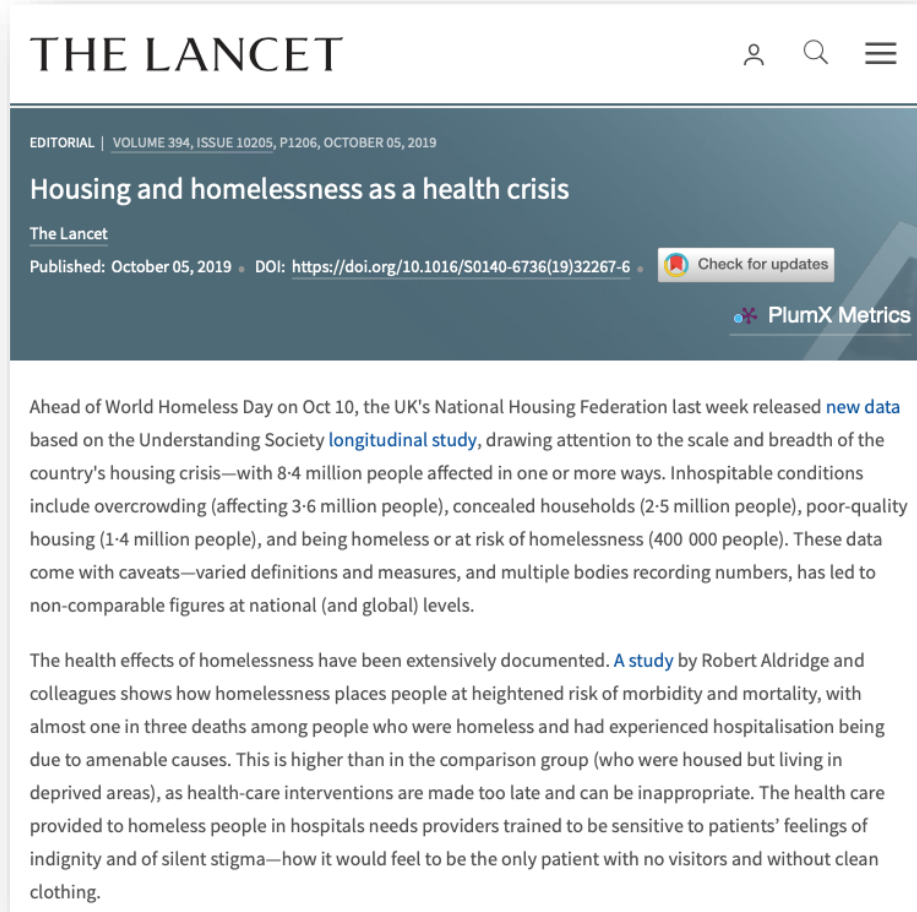 THE LANCET
EDITORIAL | VOLUME 394, ISSUE 10205, P1206, OCTOBER 05, 2019
Housing and homelessness as a health crisis
The Lancet
Published: October 05, 2019 • DOI: https://doi.org/10.1016/S0140-6736(19)32267-6 • Check for updates
PlumX Metrics
Ahead of World Homeless Day on Oct 10, the UK's National Housing Federation last week released new data
based on the Understanding Society longitudinal study, drawing attention to the scale and breadth of the
country's housing crisis—with 8·4 million people affected in one or more ways. Inhospitable conditions
include overcrowding (affecting 3·6 million people), concealed households (2·5 million people), poor-quality
housing (1·4 million people), and being homeless or at risk of homelessness (400 000 people). These data
come with caveats—varied definitions and measures, and multiple bodies recording numbers, has led to
non-comparable figures at national (and global) levels.
The health effects of homelessness have been extensively documented. A study by Robert Aldridge and
colleagues shows how homelessness places people at heightened risk of morbidity and mortality, with
almost one in three deaths among people who were homeless and had experienced hospitalisation being
due to amenable causes. This is higher than in the comparison group (who were housed but living in
deprived areas), as health-care interventions are made too late and can be inappropriate. The health care
provided to homeless people in hospitals needs providers trained to be sensitive to patients’ feelings of
indignity and of silent stigma—how it would feel to be the only patient with no visitors and without clean
clothing.